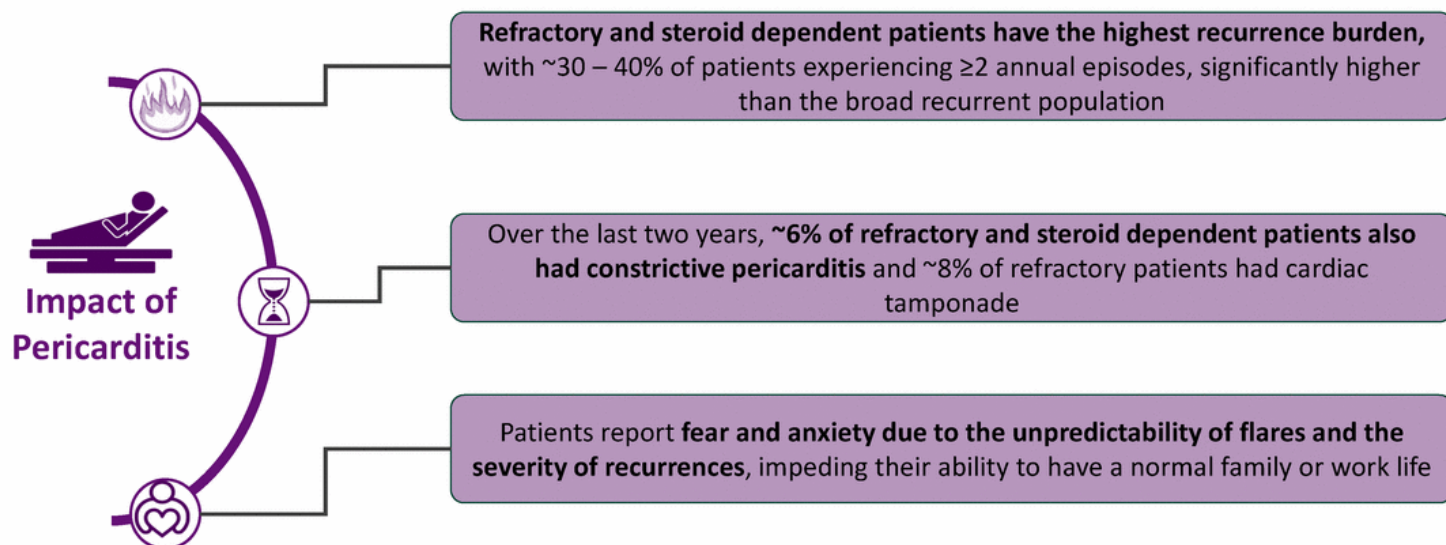 Refractory and steroid dependent patients have the highest recurrence burden,
with ~30 – 40% of patients experiencing ≥2 annual episodes, significantly higher
than the broad recurrent population
Impact of
Pericarditis
Over the last two years, ~6% of refractory and steroid dependent patients also
had constrictive pericarditis and ~8% of refractory patients had cardiac
tamponade
Patients report fear and anxiety due to the unpredictability of flares and the
severity of recurrences, impeding their ability to have a normal family or work life